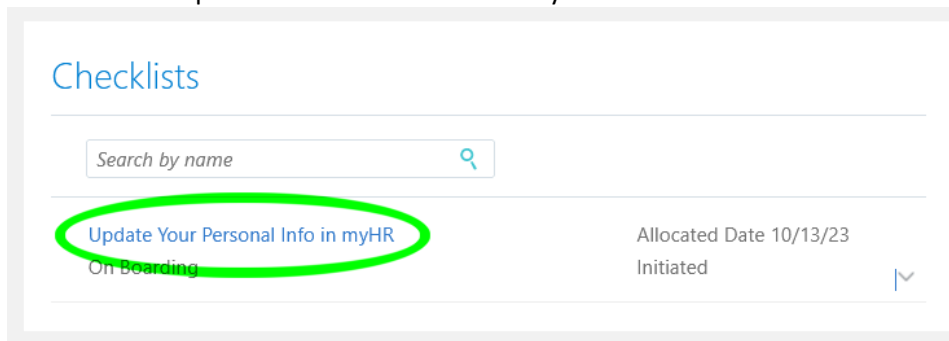 Checklists
Search by name
Update Your Personal Info in myHR
Allocated Date 10/13/23
On Boarding
Initiated